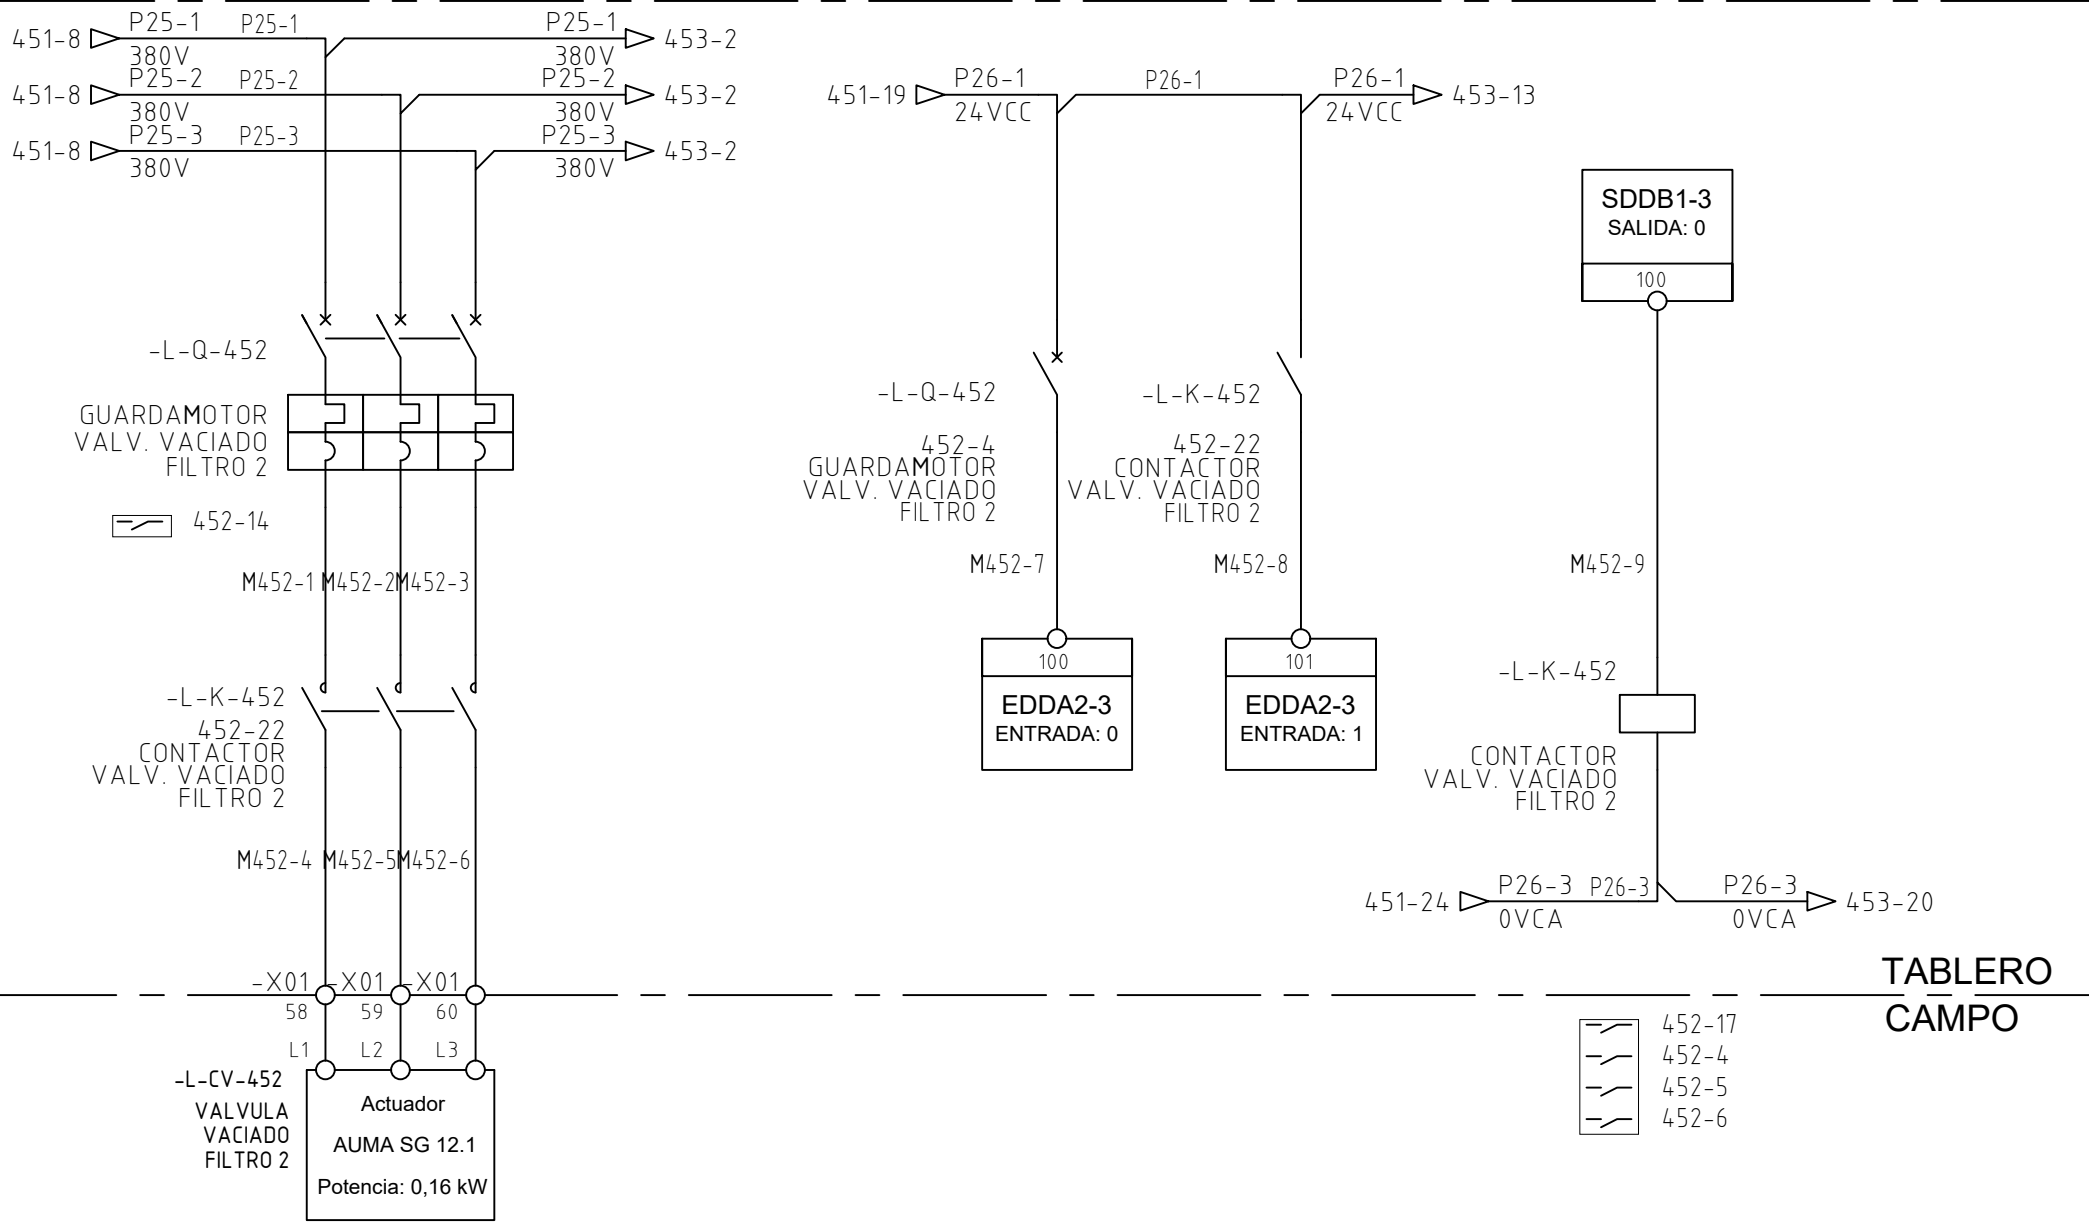 451-8 P25-1 P25-1 P25-1 453-2
380V 380V
451-8 P25-2 P25-2 P25-2 453-2
380V 380V
451-8 P25-3 P25-3 P25-3 453-2
380V 380V
-L-Q-452
GUARDAMOTOR
VALV. VACIADO
FILTRO 2
452-14
M452-1 M452-2 M452-3
-L-K-452
452-22
CONTACTOR
VALV. VACIADO
FILTRO 2
M452-4 M452-5 M452-6
-X01 -X01 -X01
58 59 60
L1 L2 L3
-L-CV-452
VALVULA
VACIADO
FILTRO 2
Actuador
AUMA SG 12.1
Potencia: 0,16 kW
451-19 P26-1 P26-1 P26-1 453-13
24VCC 24VCC
-L-Q-452
452-4
GUARDAMOTOR
VALV. VACIADO
FILTRO 2
M452-7
100
EDDA2-3
ENTRADA: 0
-L-K-452
452-22
CONTACTOR
VALV. VACIADO
FILTRO 2
M452-8
101
EDDA2-3
ENTRADA: 1
SDDB1-3
SALIDA: 0
100
M452-9
-L-K-452
CONTACTOR
VALV. VACIADO
FILTRO 2
451-24 P26-3 P26-3 P26-3 453-20
0VCA 0VCA
TABLERO
CAMPO
452-17
452-4
452-5
452-6